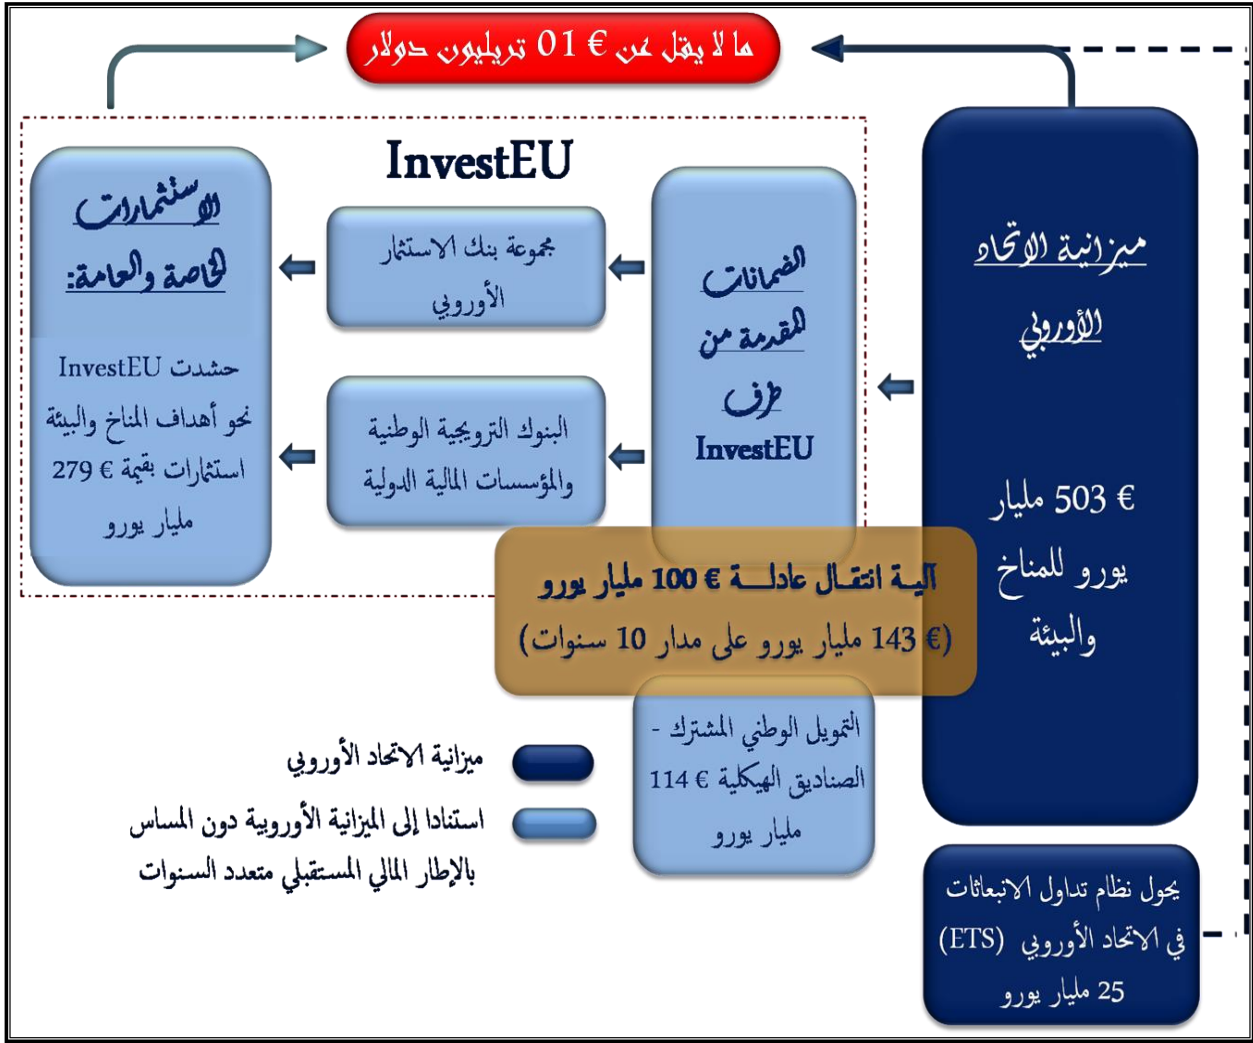 ما لا يقل عن € 01 تريليون دولار
ميزانية الاتحاد
الأوروبي
€ 503 مليار
يورو للمناخ
والبيئة
InvestEU
الضمانات
المقدمة من
طرف
InvestEU
مجموعة بنك الاستثمار
الأوروبي
البنوك الترويجية الوطنية
والمؤسسات المالية الدولية
الاستثمارات
الخاصة والعامة:
حشدت InvestEU
نحو أهداف المناخ والبيئة
استثمارات بقيمة € 279
مليار يورو
آلية انتقال عادلة € 100 مليار يورو
(€ 143 مليار يورو على مدار 10 سنوات)
التمويل الوطني المشترك -
الصناديق الهيكلية € 114
مليار يورو
يحول نظام تداول الانبعاثات
في الاتحاد الأوروبي (ETS)
25 مليار يورو
ميزانية الاتحاد الأوروبي
استنادا إلى الميزانية الأوروبية دون المساس
بالإطار المالي المستقبلي متعدد السنوات